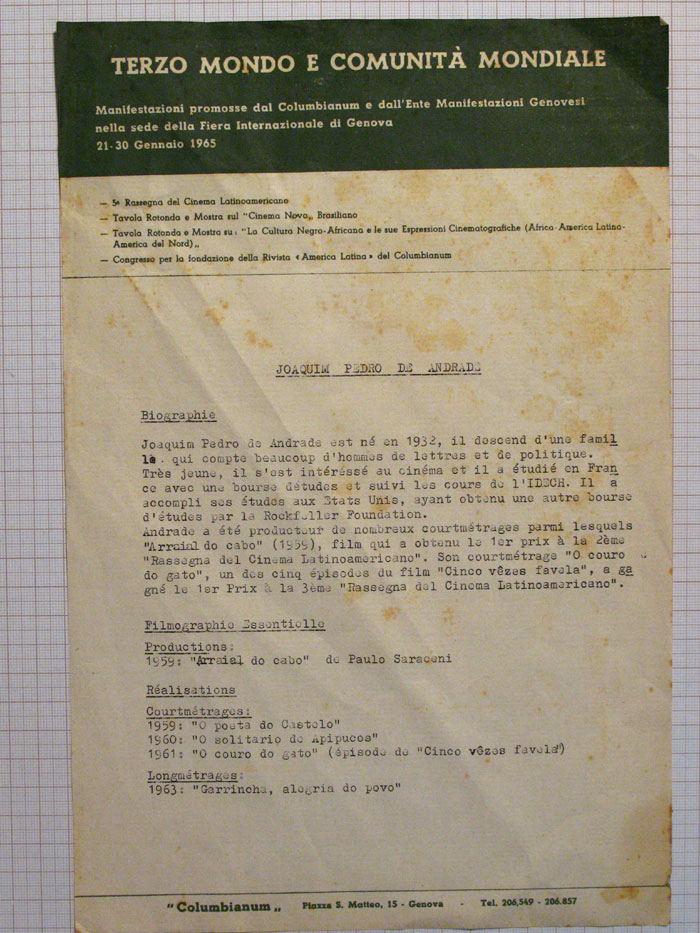 TERZO MONDO E COMUNITÀ MONDIALE
Manifestazioni promosse dal Columbianum e dall'Ente Manifestazioni Genovesi
nella sede della Fiera Internazionale di Genova
21-30 Gennaio 1965
— 5ª Rassegna del Cinema Latinoamericano
— Tavola Rotonda e Mostra sul "Cinema Novo„ Brasiliano
— Tavola Rotonda e Mostra su: "La Cultura Negro-Africana e le sue Espressioni Cinematografiche (Africa-America Latina-
America del Nord)„
— Congresso per la fondazione della Rivista «America Latina» del Columbianum
JOAQUIM PEDRO DE ANDRADE
Biographie
Joaquim Pedro de Andrade est né en 1932, il descend d'une famil
le qui compte beaucoup d'hommes de lettres et de politique.
Très jeune, il s'est intéréssé au cinéma et il a étudié en Fran
ce avec une bourse détudes et suivi les cours de l'IDECH. Il a
accompli ses études aux Etats Unis, ayant obtenu une autre bourse
d'études par la Rockfeller Foundation.
Andrade a été producteur de nombreux courtmétrages parmi lesquels
"Arraial do cabo" (1959), film qui a obtenu le 1er prix à la 2ème
"Rassegna del Cinema Latinoamericano". Son courtmétrage "O couro
do gato", un des cinq épisodes du film "Cinco vêzes favela", a ga
gné le 1er Prix à la 3ème "Rassegna del Cinema Latinoamericano".
Filmographie Essentielle
Productions:
1959: "Arraial do cabo" de Paulo Saraceni
Réalisations
Courtmétrages:
1959: "O poeta do Castelo"
1960: "O solitario de Apipucos"
1961: "O couro do gato" (épisode de "Cinco vêzes favela")
Longmétrages:
1963: "Garrincha, alegria do povo"
"Columbianum„ Piazza S. Matteo, 15 - Genova - Tel. 206.549 - 206.857